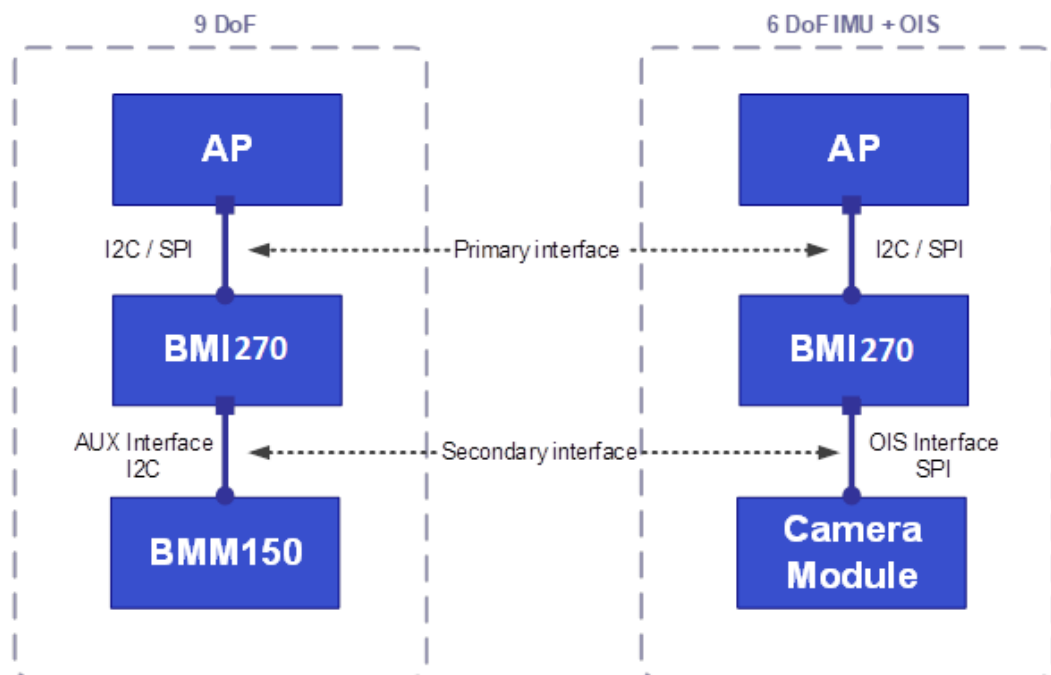 9 DoF
6 DoF IMU + OIS
AP
AP
I2C / SPI
Primary interface
I2C / SPI
BMI270
BMI270
AUX Interface
I2C
Secondary interface
OIS Interface
SPI
BMM150
Camera
Module